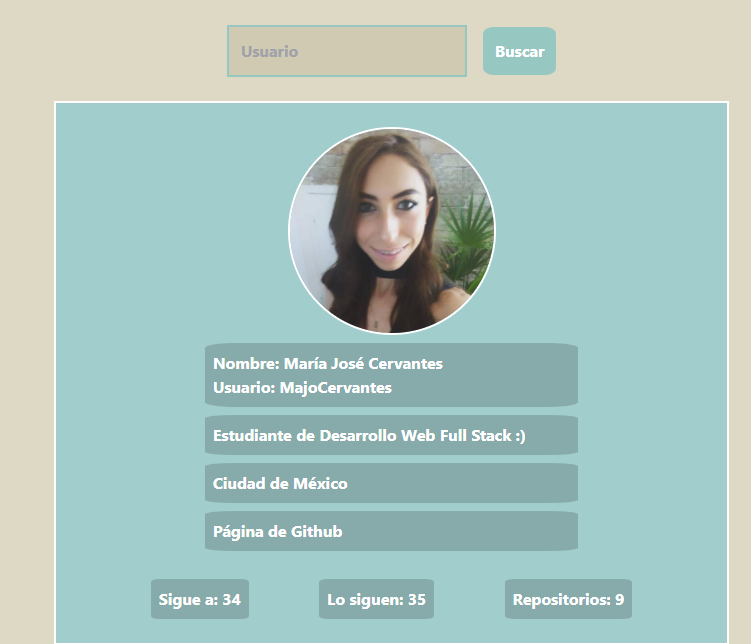 Usuario
Buscar
Nombre: María José Cervantes
Usuario: MajoCervantes
Estudiante de Desarrollo Web Full Stack :)
Ciudad de México
Página de Github
Sigue a: 34
Lo siguen: 35
Repositorios: 9